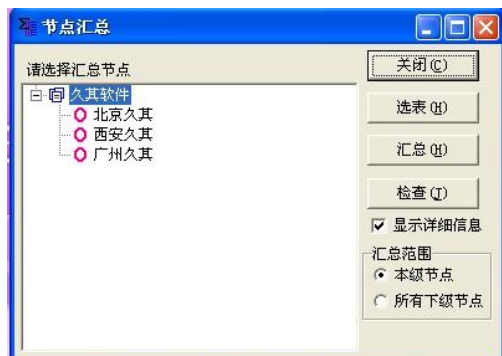 节点汇总
请选择汇总节点
久其软件
北京久其
西安久其
广州久其
关闭(C)
选表(H)
汇总(H)
检查(J)
显示详细信息
汇总范围
本级节点
所有下级节点